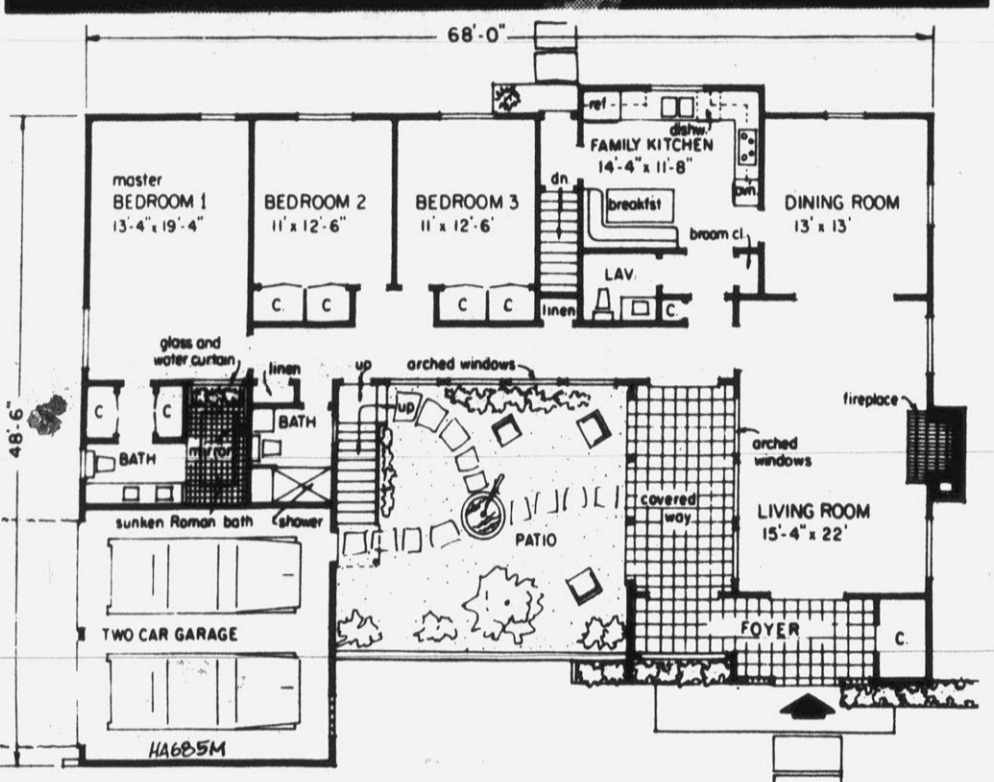 68'-0"
ref
dishw.
FAMILY KITCHEN
14'-4" x 11'-8"
ovn.
master
BEDROOM 1
13'-4" x 19'-4"
BEDROOM 2
11' x 12'-6"
BEDROOM 3
11' x 12'-6'
dn.
breakfst
DINING ROOM
13' x 13'
broom cl.
LAV.
C.
C
C
C
linen
C.
glass and
water curtain
linen
up
arched windows
up
48'-6"
C
C
BATH
mirror
BATH
fireplace
arched
windows
covered
way
LIVING ROOM
15'-4" x 22'
sunken Roman bath
shower
PATIO
TWO CAR GARAGE
FOYER
C.
HA685M